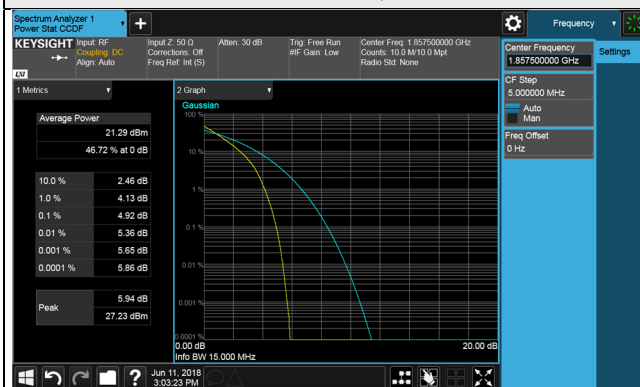 Spectrum Analyzer 1
Power Stat CCDF
Frequency
KEYSIGHT
Input: RF
Coupling: DC
Align: Auto
Input Z: 50 Ω
Corrections: Off
Freq Ref: Int (S)
Atten: 30 dB
Trig: Free Run
#IF Gain: Low
Center Freq: 1.857500000 GHz
Counts: 10.0 M/10.0 Mpt
Radio Std: None
LXI
Center Frequency
1.857500000 GHz
Settings
CF Step
5.000000 MHz
Auto
Man
Freq Offset
0 Hz
1 Metrics
Average Power
21.29 dBm
46.72 % at 0 dB
10.0 % 2.46 dB
1.0 % 4.13 dB
0.1 % 4.92 dB
0.01 % 5.36 dB
0.001 % 5.65 dB
0.0001 % 5.86 dB
Peak
5.94 dB
27.23 dBm
2 Graph
Gaussian
100 %
10 %
1 %
0.1 %
0.01 %
0.001 %
0.0001 %
0.00 dB 20.00 dB
Info BW 15.000 MHz
?
Jun 11, 2018
3:03:23 PM